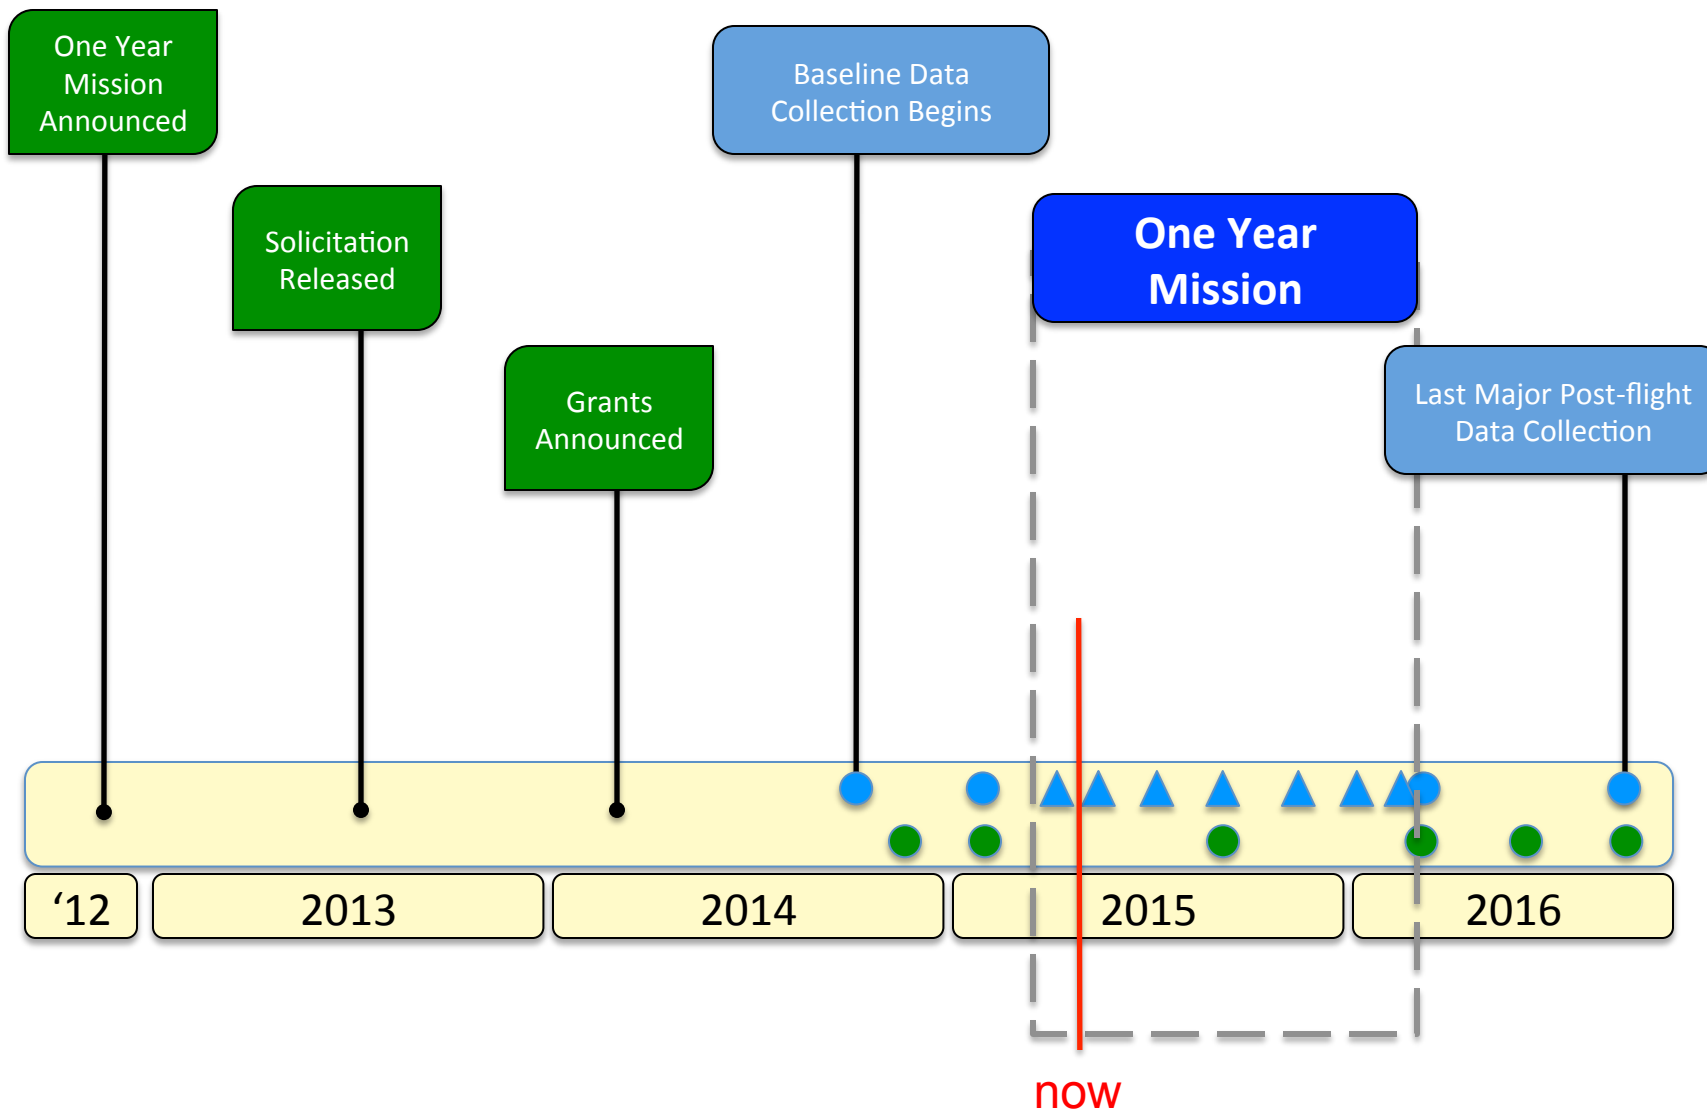 One Year
Mission
Announced
Baseline Data
Collection Begins
Solicitation
Released
One Year
Mission
Grants
Announced
Last Major Post-flight
Data Collection
‘12
2013
2014
2015
2016
now